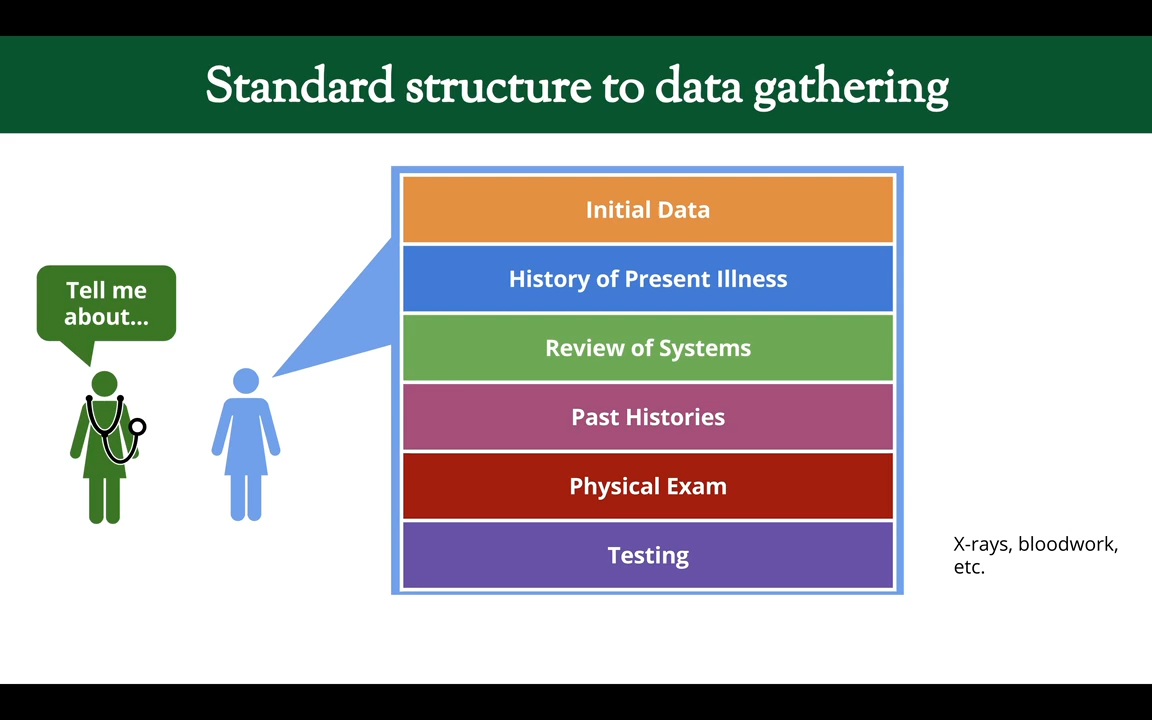 Standard structure to data gathering
Tell me
about...
Initial Data
History of Present Illness
Review of Systems
Past Histories
Physical Exam
Testing
X-rays, bloodwork,
etc.